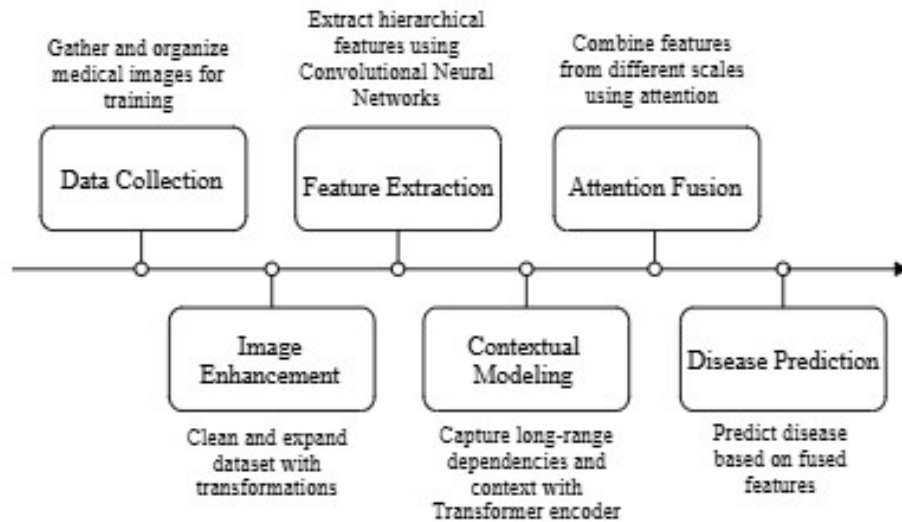 Gather and organize
medical images for
training
Data Collection
Extract hierarchical
features using
Convolutional Neural
Networks
Feature Extraction
Combine features
from different scales
using attention
Attention Fusion
Image
Enhancement
Clean and expand
dataset with
transformations
Contextual
Modeling
Capture long-range
dependencies and
context with
Transformer encoder
Disease Prediction
Predict disease
based on fused
features